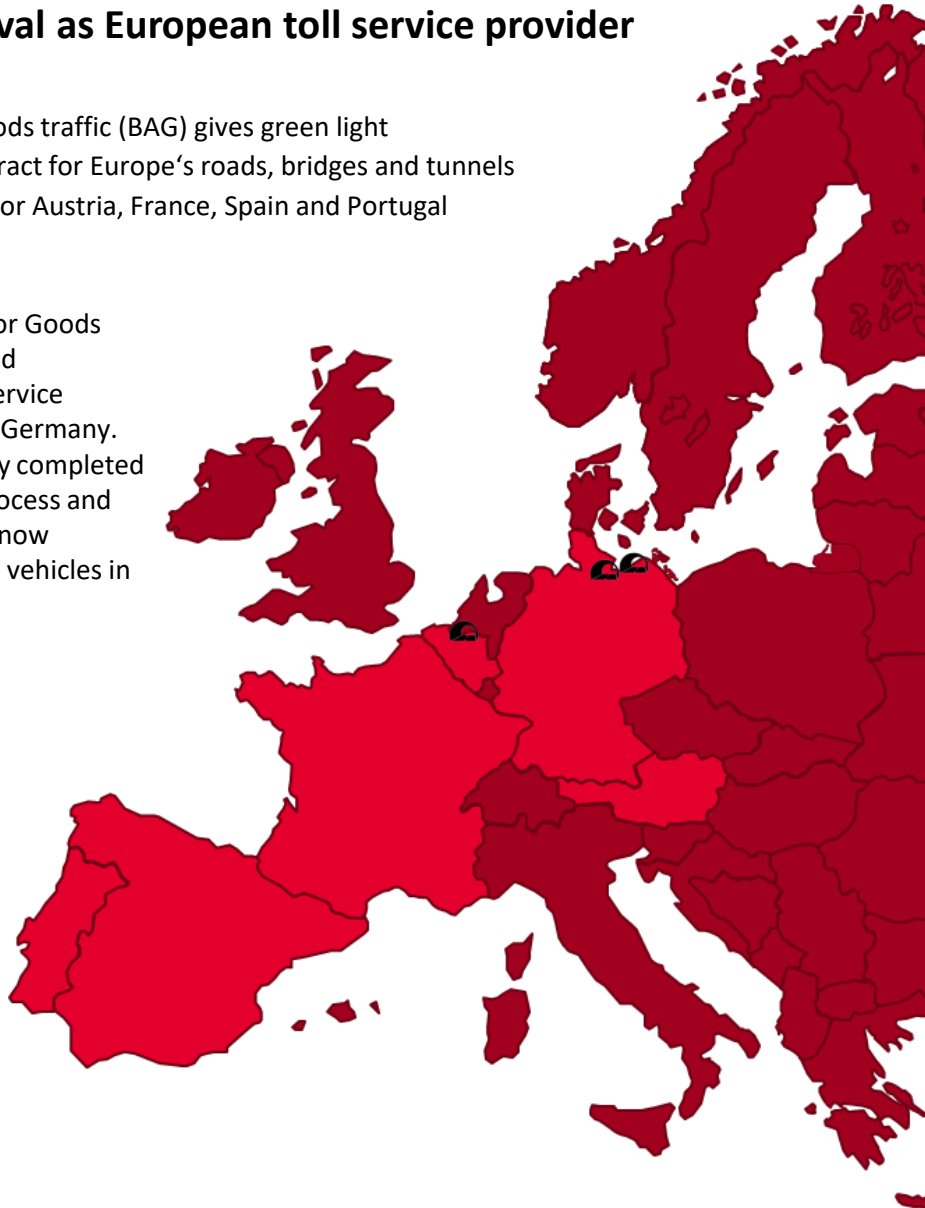 val as European toll service provider
ods traffic (BAG) gives green light
ract for Europe‘s roads, bridges and tunnels
or Austria, France, Spain and Portugal
or Goods
d
ervice
Germany.
y completed
ocess and
now
vehicles in